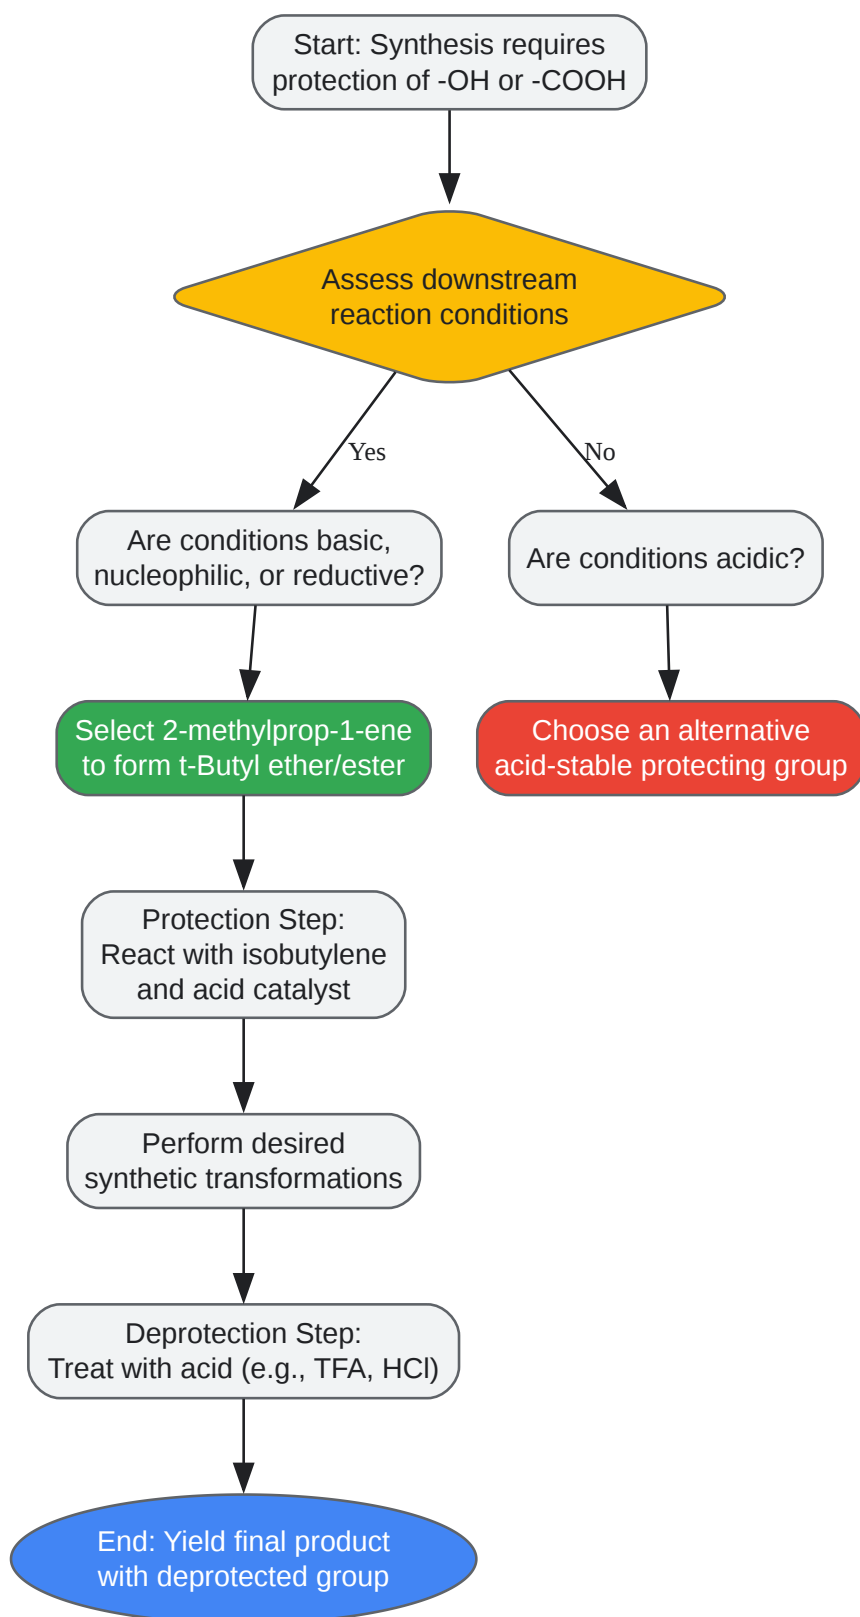 Start: Synthesis requires
protection of -OH or -COOH
Assess downstream
reaction conditions
Yes
No
Are conditions basic,
nucleophilic, or reductive?
Are conditions acidic?
Select 2-methylprop-1-ene
to form t-Butyl ether/ester
Choose an alternative
acid-stable protecting group
Protection Step:
React with isobutylene
and acid catalyst
Perform desired
synthetic transformations
Deprotection Step:
Treat with acid (e.g., TFA, HCl)
End: Yield final product
with deprotected group